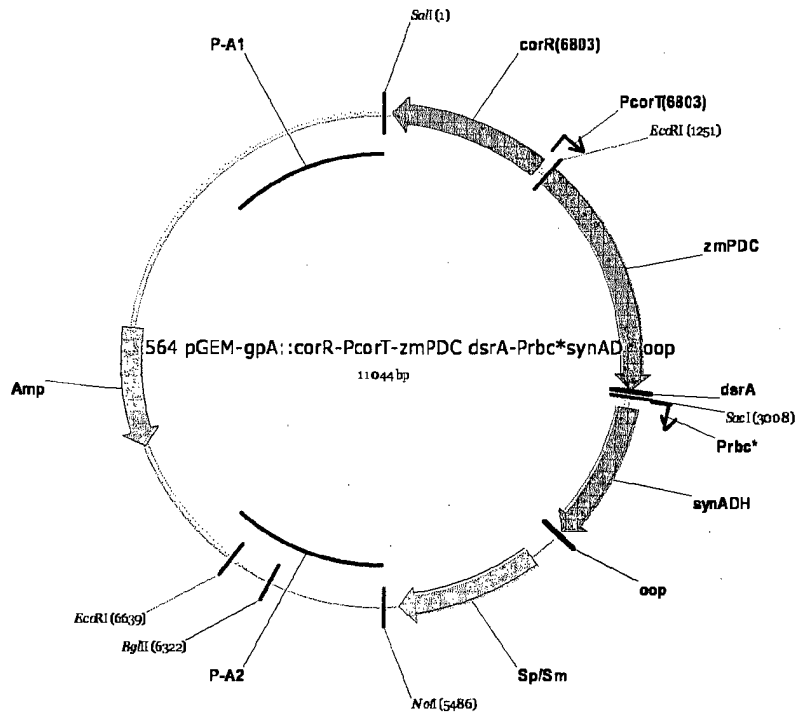 SalI (1)
P-A1
corR(6803)
PcorT(6803)
EcoRI (1251)
zmPDC
564 pGEM-gpA::corR-PcorT-zmPDC dsrA-Prbc*synAD oop
11044 bp
Amp
dsrA
SacI (3008)
Prbc*
synADH
oop
EcoRI (6639)
BglII (6322)
P-A2
NotI (5486)
Sp/Sm